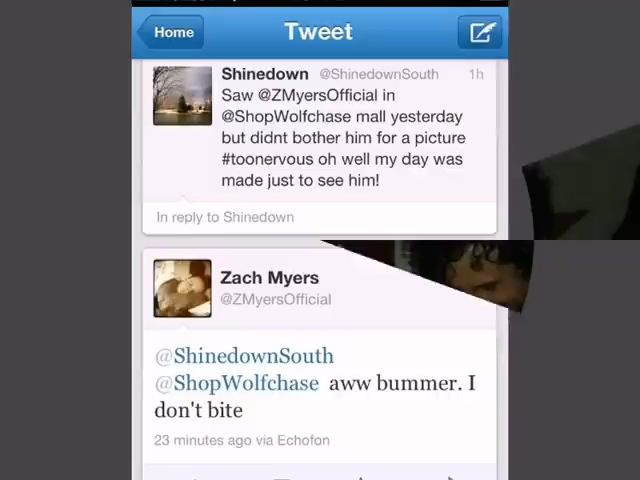 Home
Tweet
Shinedown @ShinedownSouth 1h
Saw @ZMyersOfficial in
@ShopWolfchase mall yesterday
but didnt bother him for a picture
#toonervous oh well my day was
made just to see him!
In reply to Shinedown
Zach Myers
@ZMyersOfficial
@ShinedownSouth
@ShopWolfchase aww bummer. I
don't bite
23 minutes ago via Echofon